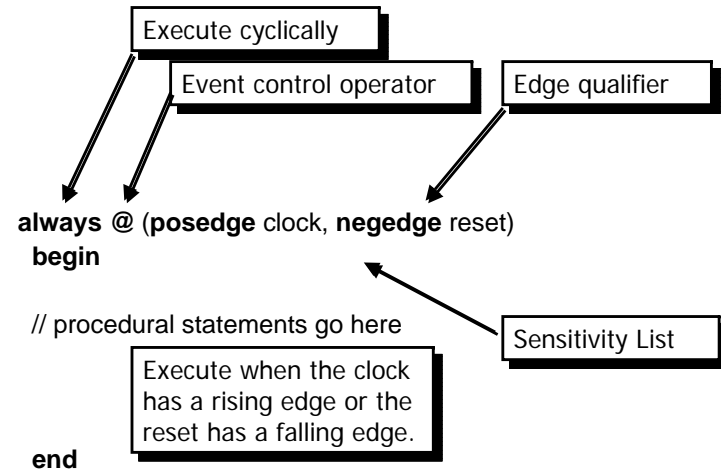 Execute cyclically
Event control operator
Edge qualifier
always @ (posedge clock, negedge reset)
begin
// procedural statements go here
Sensitivity List
Execute when the clock
has a rising edge or the
reset has a falling edge.
end